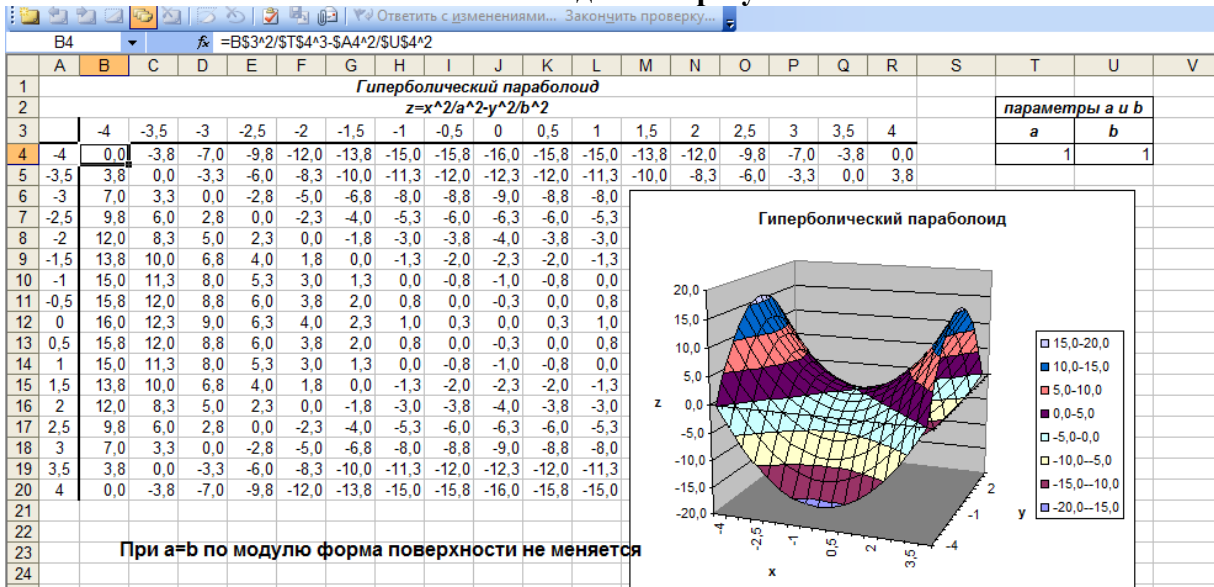 Ответить с изменениями... Закончить проверку...
B4 fx =B$3^2/$T$4^3-$A4^2/$U$4^2
A B C D E F G H I J K L M N O P Q R S T U V
1 Гиперболический параболоид
2 z=x^2/a^2-y^2/b^2 параметры a и b
3 -4 -3,5 -3 -2,5 -2 -1,5 -1 -0,5 0 0,5 1 1,5 2 2,5 3 3,5 4 a b
4 -4 0,0 -3,8 -7,0 -9,8 -12,0 -13,8 -15,0 -15,8 -16,0 -15,8 -15,0 -13,8 -12,0 -9,8 -7,0 -3,8 0,0 1 1
5 -3,5 3,8 0,0 -3,3 -6,0 -8,3 -10,0 -11,3 -12,0 -12,3 -12,0 -11,3 -10,0 -8,3 -6,0 -3,3 0,0 3,8
6 -3 7,0 3,3 0,0 -2,8 -5,0 -6,8 -8,0 -8,8 -9,0 -8,8 -8,0
7 -2,5 9,8 6,0 2,8 0,0 -2,3 -4,0 -5,3 -6,0 -6,3 -6,0 -5,3
8 -2 12,0 8,3 5,0 2,3 0,0 -1,8 -3,0 -3,8 -4,0 -3,8 -3,0
9 -1,5 13,8 10,0 6,8 4,0 1,8 0,0 -1,3 -2,0 -2,3 -2,0 -1,3
10 -1 15,0 11,3 8,0 5,3 3,0 1,3 0,0 -0,8 -1,0 -0,8 0,0
11 -0,5 15,8 12,0 8,8 6,0 3,8 2,0 0,8 0,0 -0,3 0,0 0,8
12 0 16,0 12,3 9,0 6,3 4,0 2,3 1,0 0,3 0,0 0,3 1,0
13 0,5 15,8 12,0 8,8 6,0 3,8 2,0 0,8 0,0 -0,3 0,0 0,8
14 1 15,0 11,3 8,0 5,3 3,0 1,3 0,0 -0,8 -1,0 -0,8 0,0
15 1,5 13,8 10,0 6,8 4,0 1,8 0,0 -1,3 -2,0 -2,3 -2,0 -1,3
16 2 12,0 8,3 5,0 2,3 0,0 -1,8 -3,0 -3,8 -4,0 -3,8 -3,0
17 2,5 9,8 6,0 2,8 0,0 -2,3 -4,0 -5,3 -6,0 -6,3 -6,0 -5,3
18 3 7,0 3,3 0,0 -2,8 -5,0 -6,8 -8,0 -8,8 -9,0 -8,8 -8,0
19 3,5 3,8 0,0 -3,3 -6,0 -8,3 -10,0 -11,3 -12,0 -12,3 -12,0 -11,3
20 4 0,0 -3,8 -7,0 -9,8 -12,0 -13,8 -15,0 -15,8 -16,0 -15,8 -15,0
21
22
23 При a=b по модулю форма поверхности не меняется
24
Гиперболический параболоид
20,0
15,0
10,0
5,0
z 0,0
-5,0
-10,0
-15,0
-20,0
-4 -2,5 -1 0,5 2 3,5
x
-4 -1 2
y
15,0-20,0
10,0-15,0
5,0-10,0
0,0-5,0
-5,0-0,0
-10,0--5,0
-15,0--10,0
-20,0--15,0